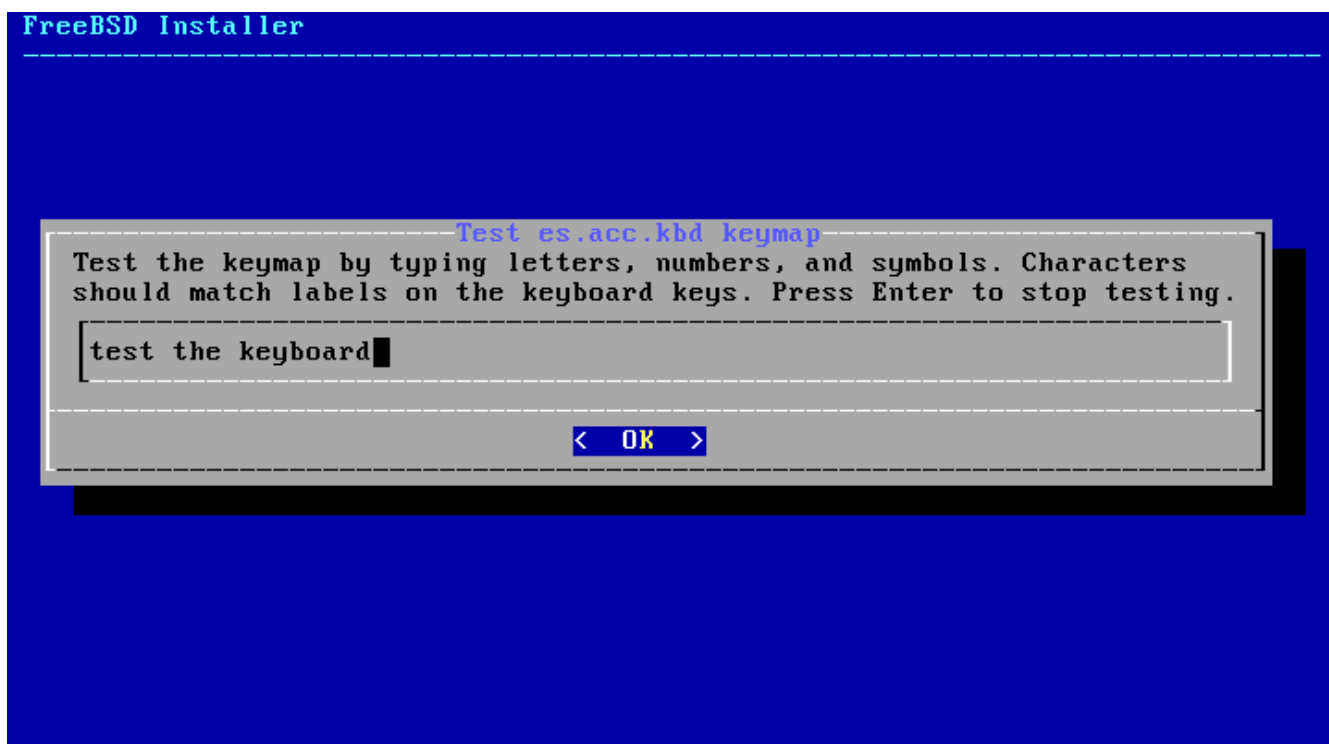 FreeBSD Installer
Test es.acc.kbd keymap
Test the keymap by typing letters, numbers, and symbols. Characters
should match labels on the keyboard keys. Press Enter to stop testing.
test the keyboard
< OK >